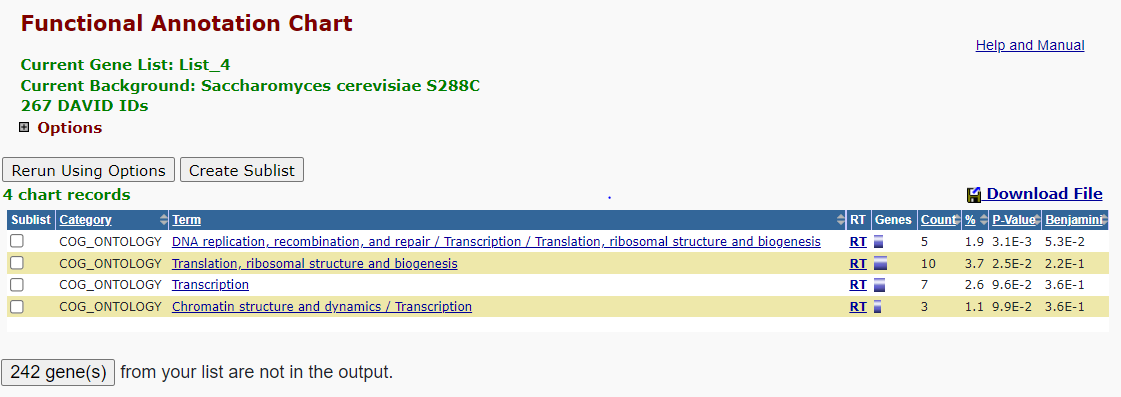 Functional Annotation Chart
Help and Manual
Current Gene List: List_4
Current Background: Saccharomyces cerevisiae S288C
267 DAVID IDs
Options
Rerun Using Options Create Sublist
4 chart records Download File
Sublist Category Term RT Genes Count % P-Value Benjamini
COG_ONTOLOGY DNA replication, recombination, and repair / Transcription / Translation, ribosomal structure and biogenesis RT 5 1.9 3.1E-3 5.3E-2
COG_ONTOLOGY Translation, ribosomal structure and biogenesis RT 10 3.7 2.5E-2 2.2E-1
COG_ONTOLOGY Transcription RT 7 2.6 9.6E-2 3.6E-1
COG_ONTOLOGY Chromatin structure and dynamics / Transcription RT 3 1.1 9.9E-2 3.6E-1
242 gene(s) from your list are not in the output.